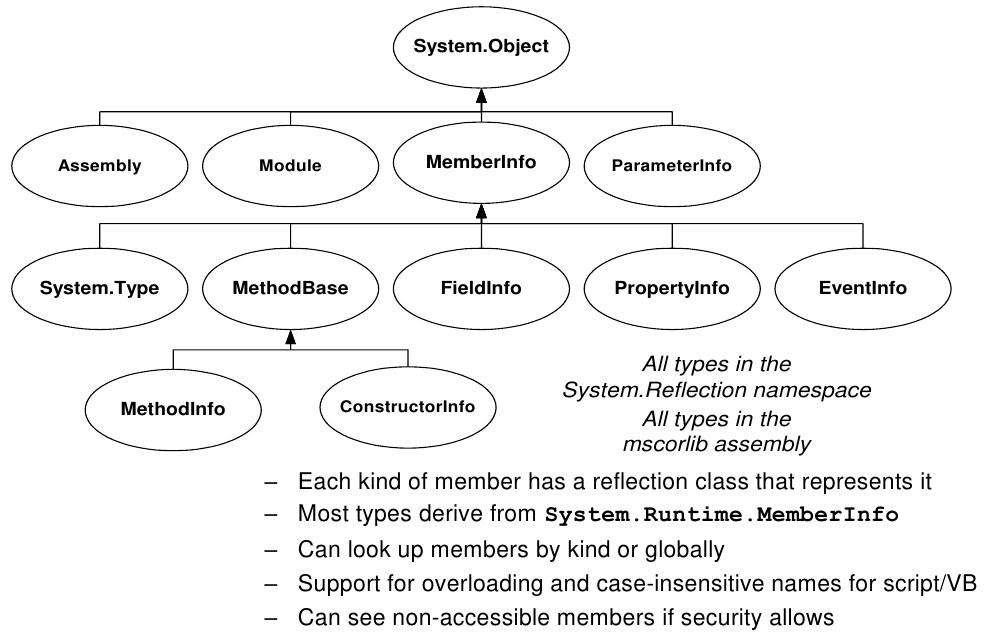 System.Object
Assembly
Module
MemberInfo
ParameterInfo
System.Type
MethodBase
FieldInfo
PropertyInfo
EventInfo
MethodInfo
ConstructorInfo
All types in the
System.Reflection namespace
All types in the
mscorlib assembly
– Each kind of member has a reflection class that represents it
– Most types derive from System.Runtime.MemberInfo
– Can look up members by kind or globally
– Support for overloading and case-insensitive names for script/VB
– Can see non-accessible members if security allows